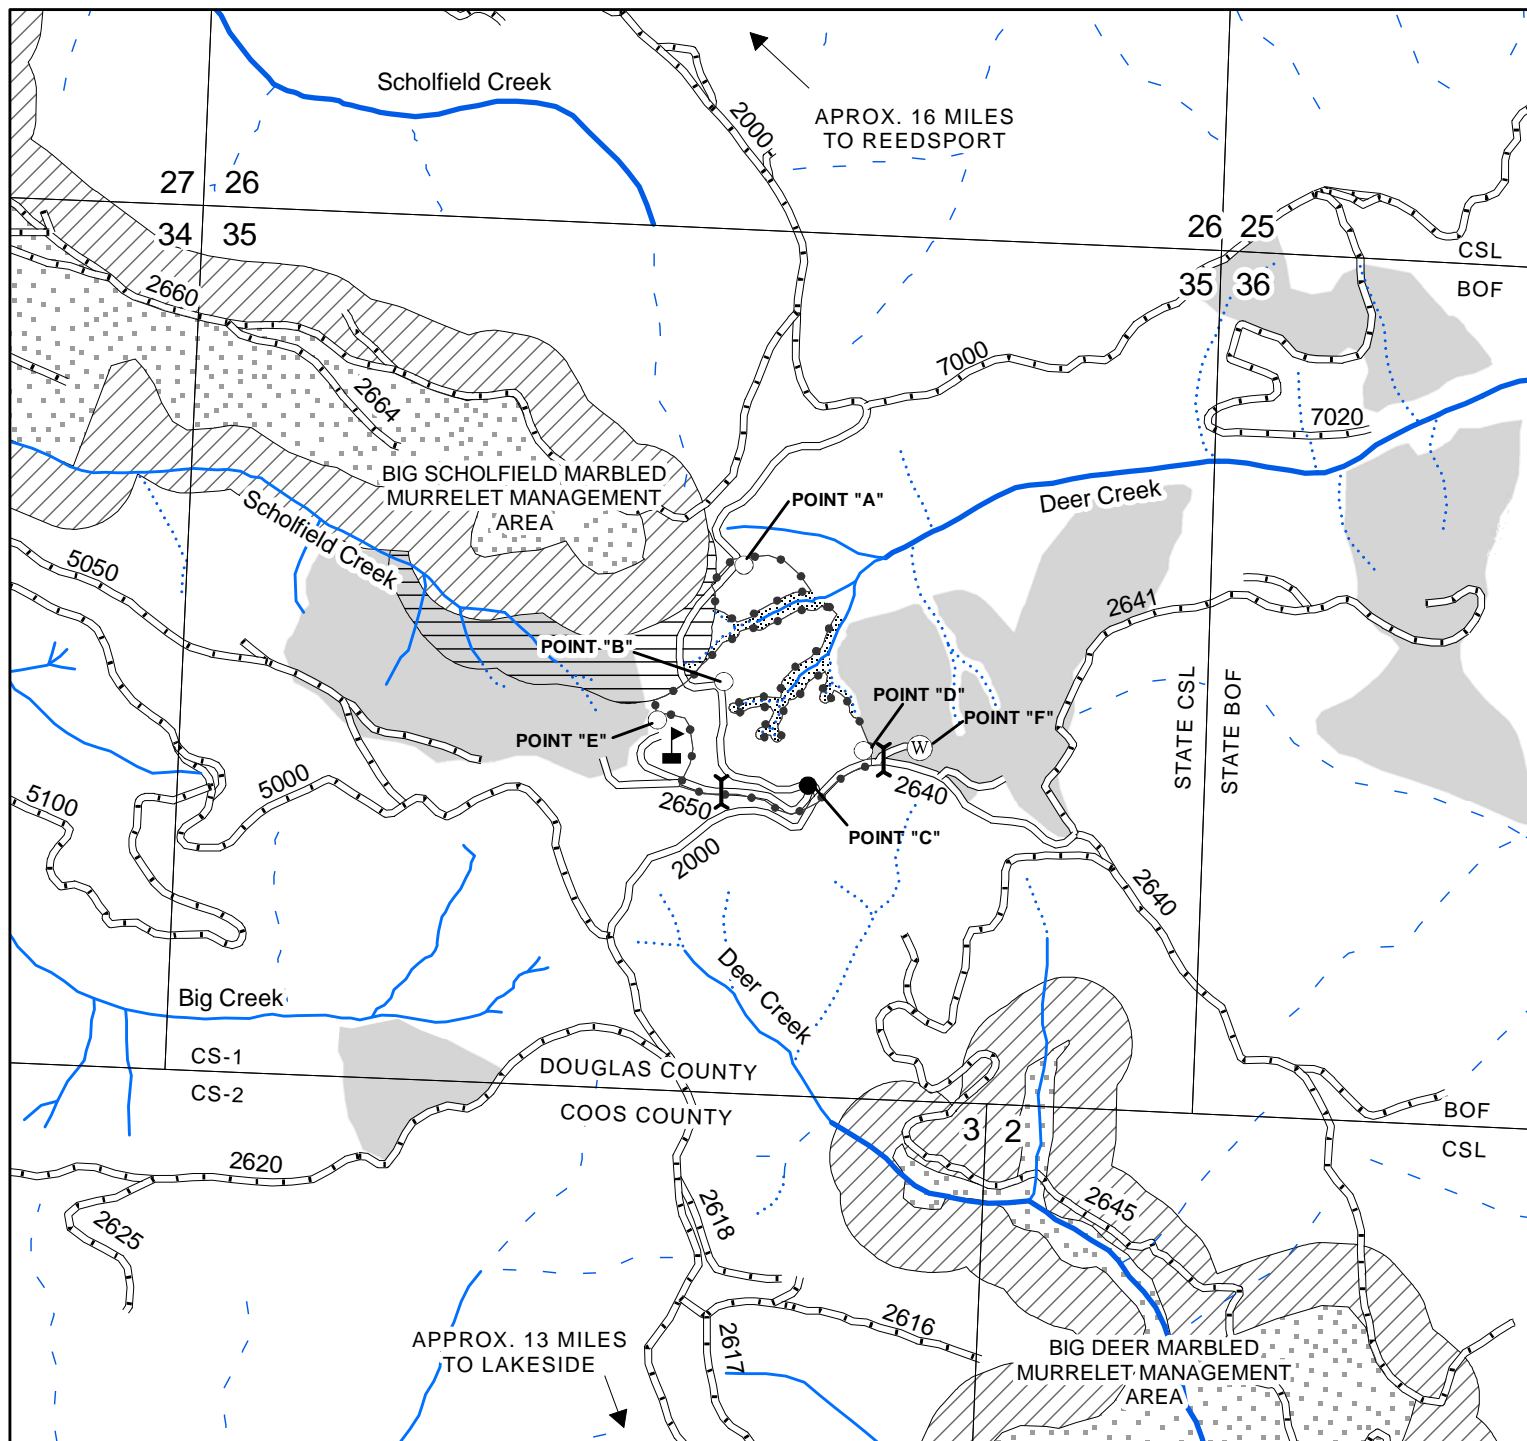 Scholfield Creek
2000
APROX. 16 MILES
TO REEDSPORT
27 26
34 35
26 25
35 36
CSL
BOF
2660
2664
7000
7020
BIG SCHOLFIELD MARBLED
MURRELET MANAGEMENT
AREA
POINT "A"
Deer Creek
Scholfield Creek
5050
2641
POINT "B"
STATE CSL
STATE BOF
POINT "D"
POINT "F"
W
POINT "E"
5100
5000
2650
2640
POINT "C"
2000
2640
Deer Creek
Big Creek
CS-1
CS-2
DOUGLAS COUNTY
COOS COUNTY
3 2
BOF
CSL
2620
2625
2618
2645
2616
2617
APPROX. 13 MILES
TO LAKESIDE
BIG DEER MARBLED
MURRELET MANAGEMENT
AREA